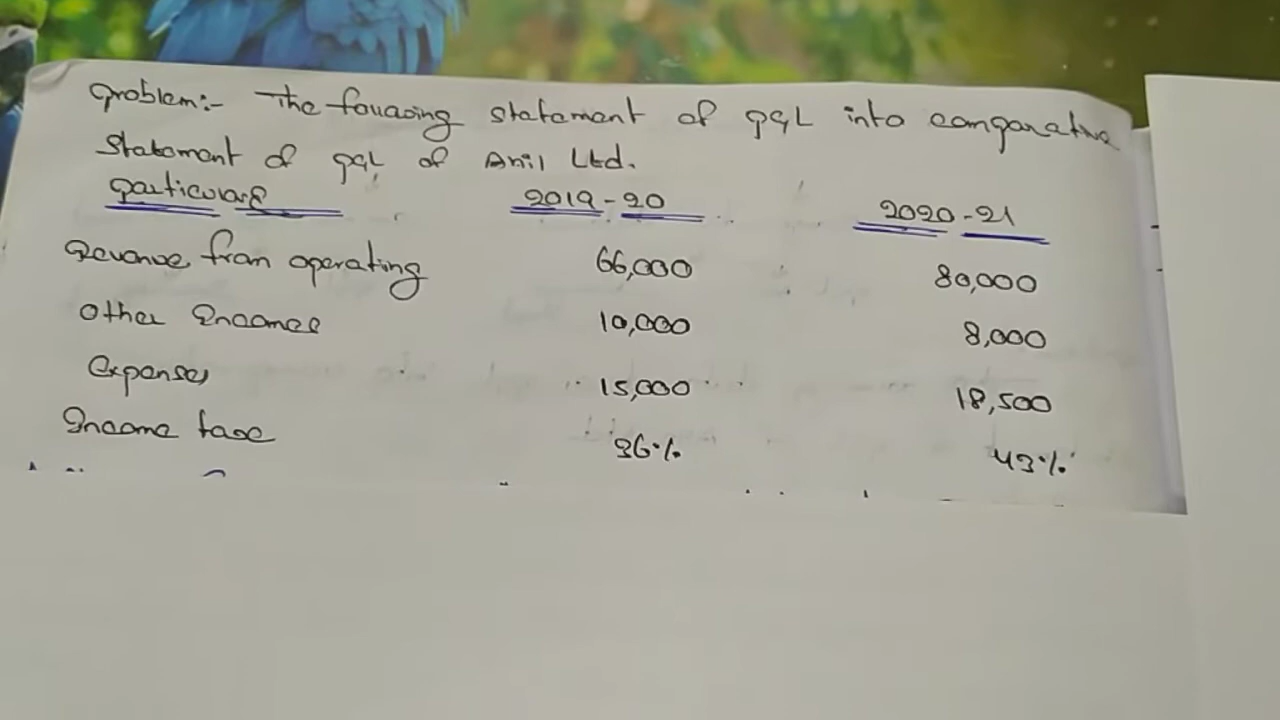 Problem:- The following statement of P&L into comparative
Statement of P&L of Anil Ltd.
Particulars 2019-20 2020-21
Revenue from operating 66,000 80,000
Other Incomes 10,000 8,000
Expenses 15,000 18,500
Income taxe 36% 43%